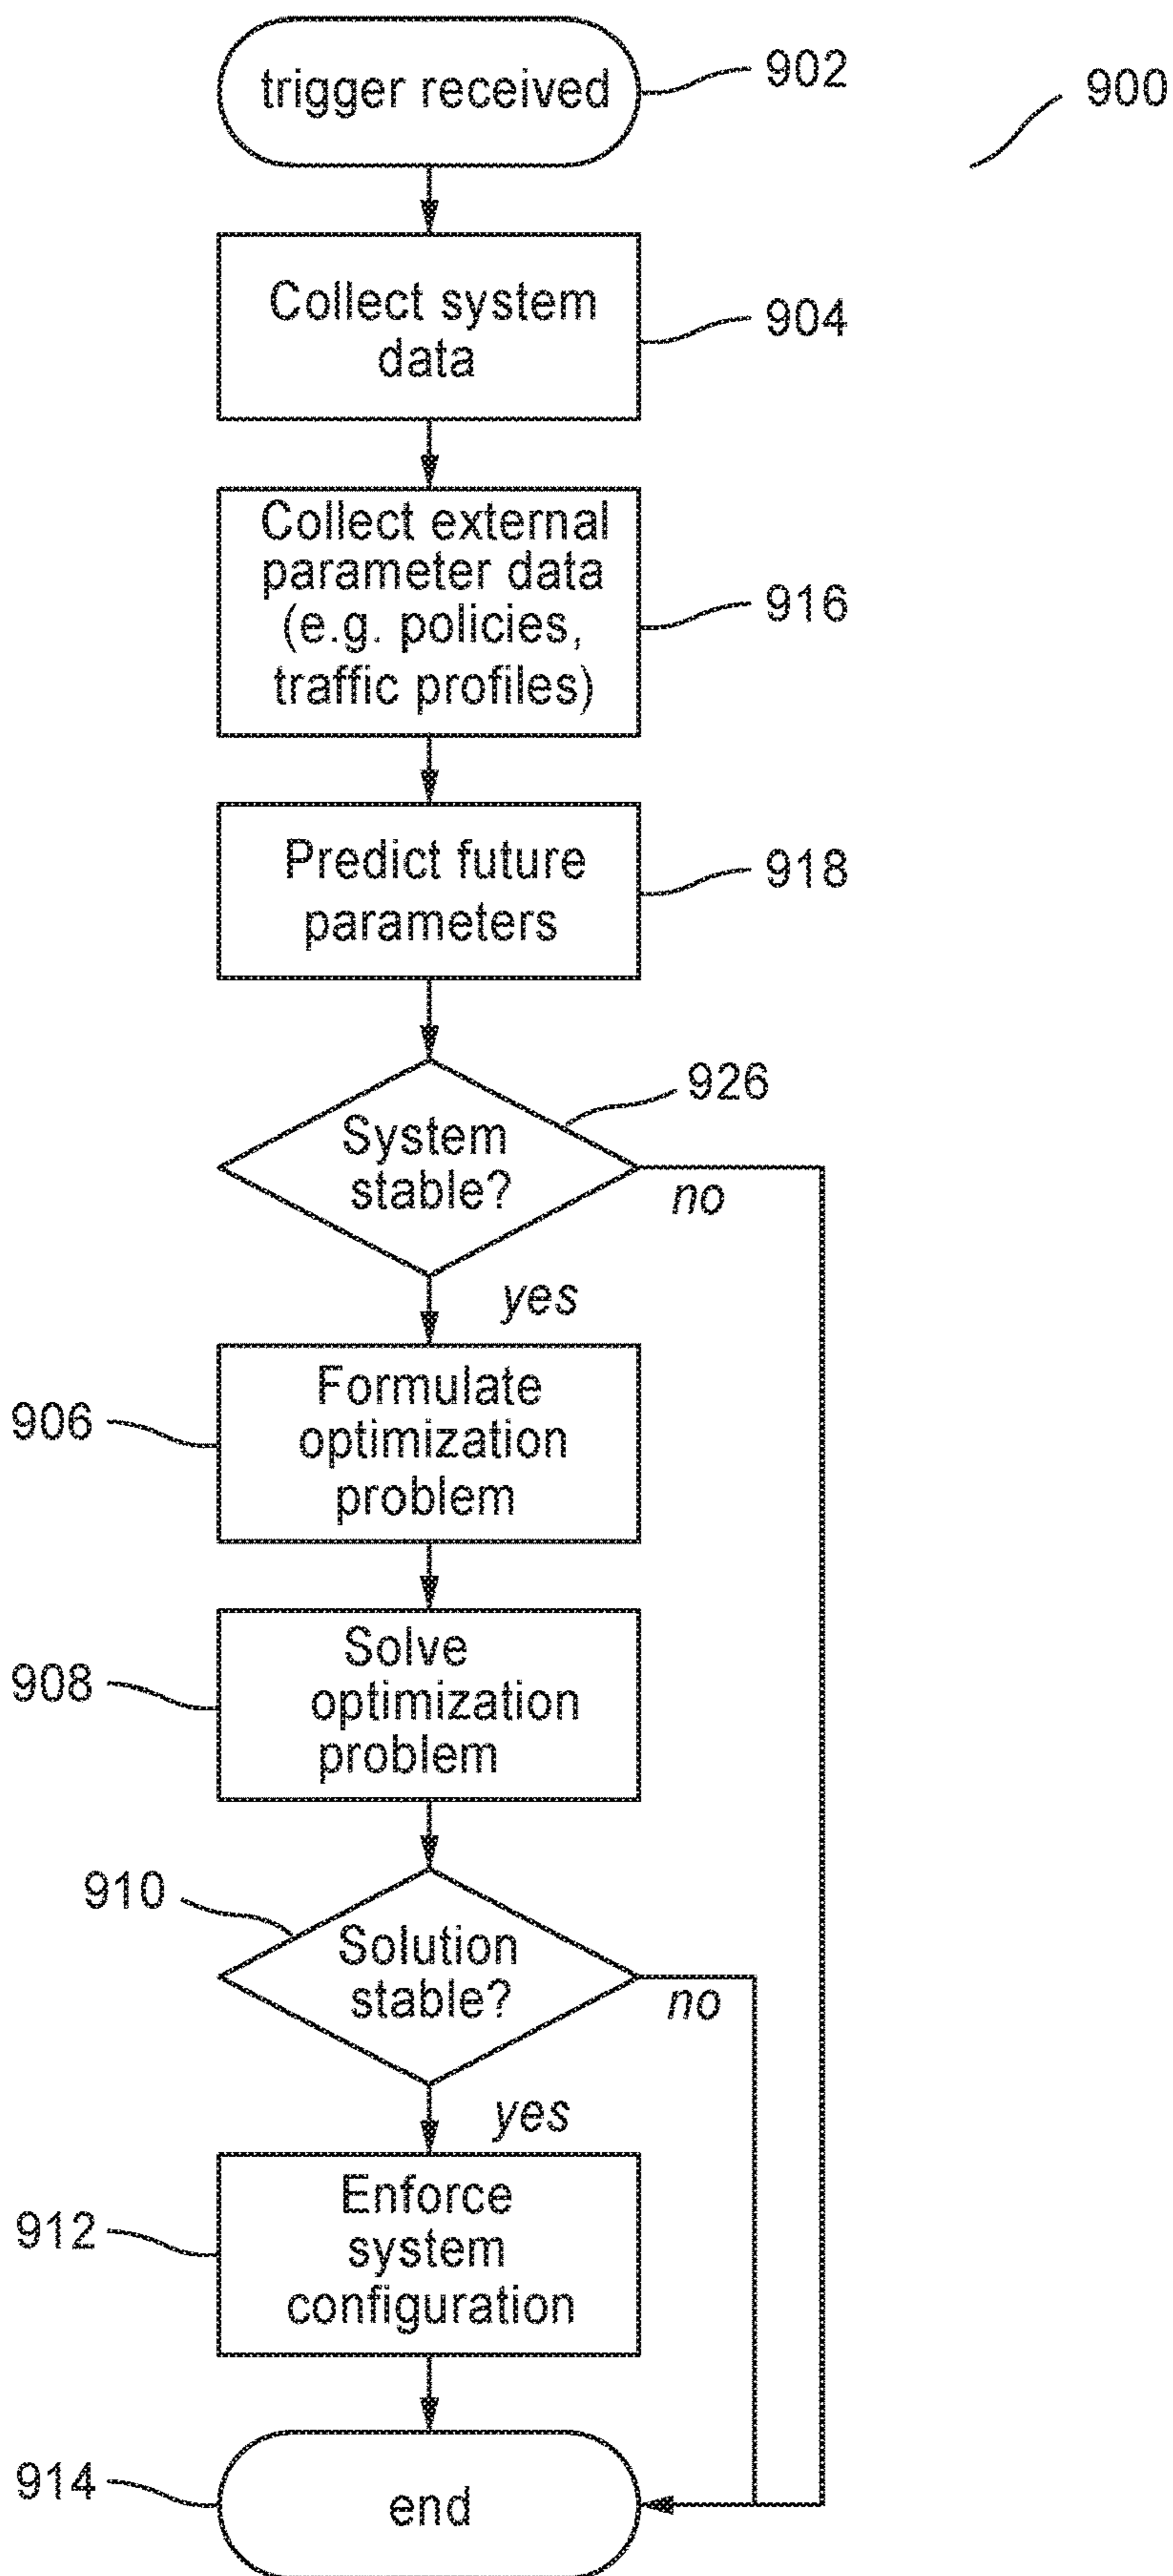 trigger received
902
900
Collect system
data
904
Collect external
parameter data
(e.g. policies,
traffic profiles)
916
Predict future
parameters
918
926
System
stable?
no
yes
906
Formulate
optimization
problem
908
Solve
optimization
problem
910
Solution
stable?
no
yes
912
Enforce
system
configuration
914
end